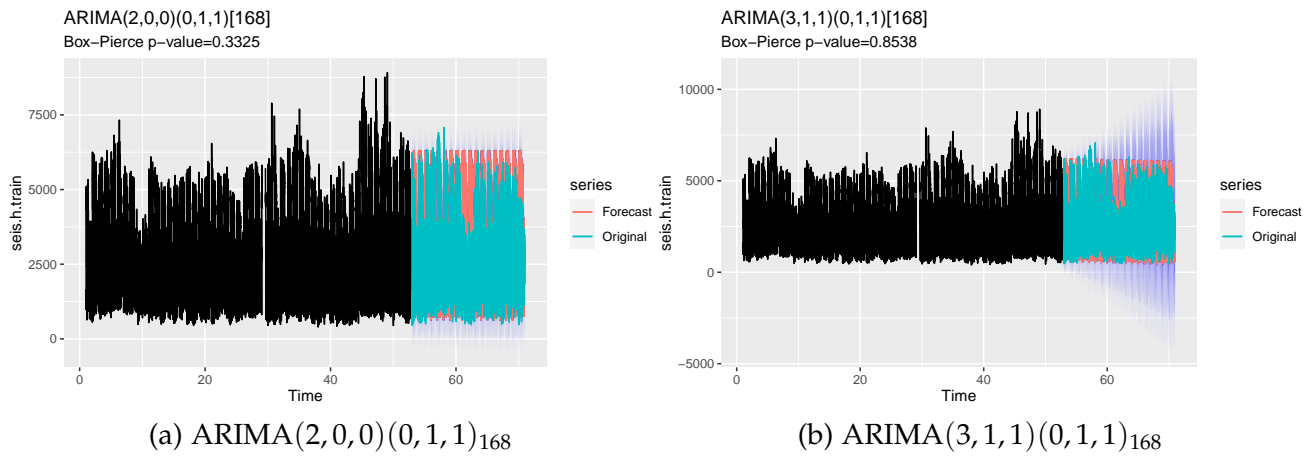 ARIMA(2,0,0)(0,1,1)[168]
Box−Pierce p−value=0.3325
7500
5000
2500
0
seis.h.train
0 20 40 60
Time
series
Forecast
Original
(a) ARIMA(2,0,0)(0,1,1)₁₆₈
ARIMA(3,1,1)(0,1,1)[168]
Box−Pierce p−value=0.8538
10000
5000
0
−5000
seis.h.train
0 20 40 60
Time
series
Forecast
Original
(b) ARIMA(3,1,1)(0,1,1)₁₆₈